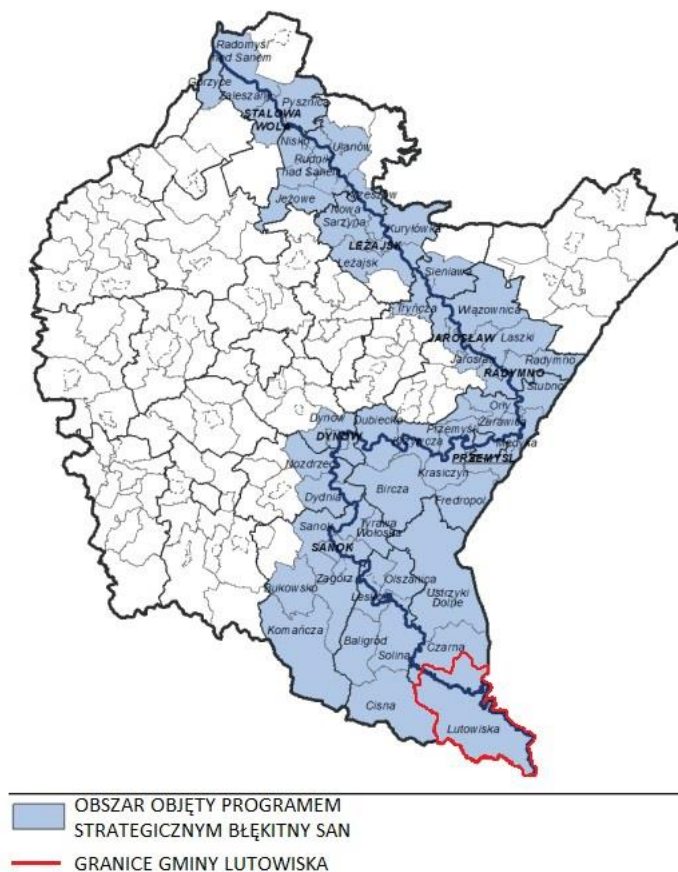 Radomyśl
nad Sanem
Gorzyce
Zaleszany
Pysznica
STALOWA
WOLA
Nisko
Ulanów
Rudnik
nad Sanem
Krzeszów
Jeżowe
Nowa
Sarzyna
Kuryłówka
LEŻAJSK
Leżajsk
Sieniawa
Tryńcza
Wiązownica
JAROSŁAW
Laszki
Jarosław
Radymno
RADYMNO
Stubno
Orły
Dynów
Dubiecko
Żurawica
Przemyśl
DYNÓW
Krzywcza
Medyka
PRZEMYŚL
Nozdrzec
Krasiczyn
Bircza
Dydnia
Fredropol
Sanok
Tyrawa
Wołoska
SANOK
Zagórz
Olszanica
Bukowsko
Lesko
Ustrzyki
Dolne
Komańcza
Baligród
Czarna
Solina
Cisna
Lutowiska
OBSZAR OBJĘTY PROGRAMEM
STRATEGICZNYM BŁĘKITNY SAN
GRANICE GMINY LUTOWISKA